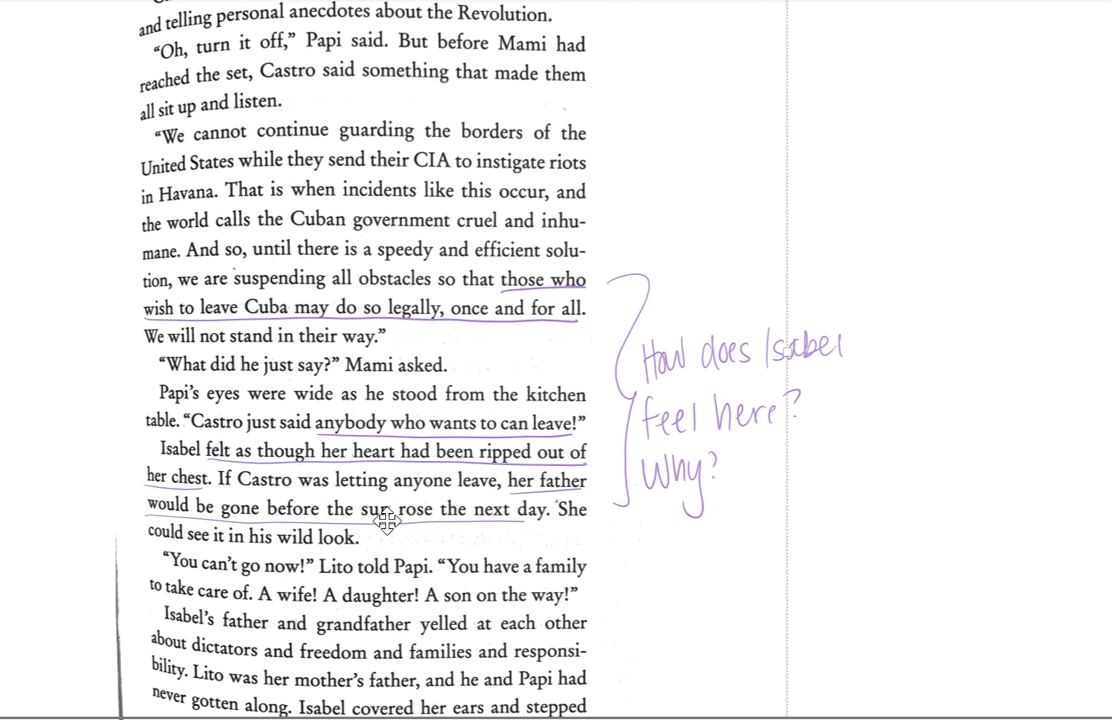 and telling personal anecdotes about the Revolution.
“Oh, turn it off,” Papi said. But before Mami had
reached the set, Castro said something that made them
all sit up and listen.
“We cannot continue guarding the borders of the
United States while they send their CIA to instigate riots
in Havana. That is when incidents like this occur, and
the world calls the Cuban government cruel and inhu-
mane. And so, until there is a speedy and efficient solu-
tion, we are suspending all obstacles so that those who
wish to leave Cuba may do so legally, once and for all.
We will not stand in their way.”
“What did he just say?” Mami asked.
Papi’s eyes were wide as he stood from the kitchen
table. “Castro just said anybody who wants to can leave!”
Isabel felt as though her heart had been ripped out of
her chest. If Castro was letting anyone leave, her father
would be gone before the sun rose the next day. She
could see it in his wild look.
“You can’t go now!” Lito told Papi. “You have a family
to take care of. A wife! A daughter! A son on the way!”
Isabel’s father and grandfather yelled at each other
about dictators and freedom and families and responsi-
bility. Lito was her mother’s father, and he and Papi had
never gotten along. Isabel covered her ears and stepped
How does Isabel
feel here?
Why?